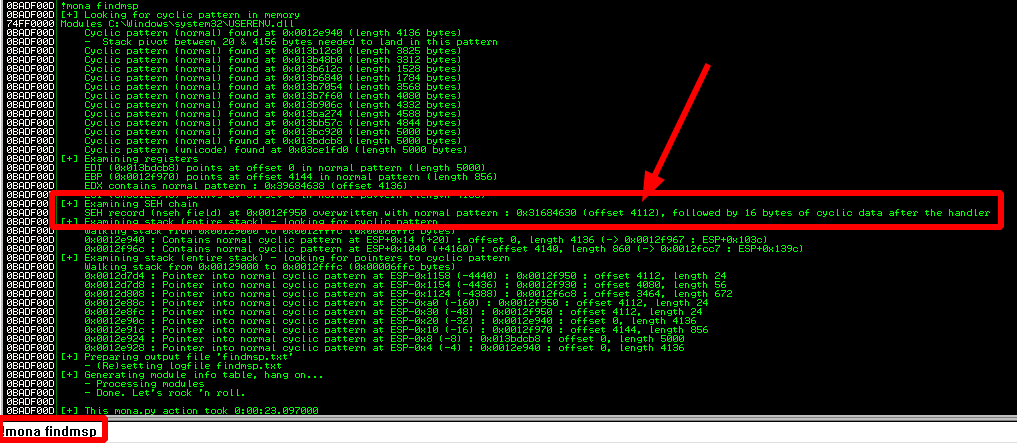 0BADF00D !mona findmsp
0BADF00D [+] Looking for cyclic pattern in memory
74FF0000 Modules C:\Windows\system32\USERENV.dll
0BADF00D Cyclic pattern (normal) found at 0x0012e940 (length 4136 bytes)
0BADF00D - Stack pivot between 20 & 4156 bytes needed to land in this pattern
0BADF00D Cyclic pattern (normal) found at 0x013b12c0 (length 3825 bytes)
0BADF00D Cyclic pattern (normal) found at 0x013b48b0 (length 3312 bytes)
0BADF00D Cyclic pattern (normal) found at 0x013b612c (length 1528 bytes)
0BADF00D Cyclic pattern (normal) found at 0x013b6840 (length 1784 bytes)
0BADF00D Cyclic pattern (normal) found at 0x013b7054 (length 3568 bytes)
0BADF00D Cyclic pattern (normal) found at 0x013b7f60 (length 4080 bytes)
0BADF00D Cyclic pattern (normal) found at 0x013b906c (length 4332 bytes)
0BADF00D Cyclic pattern (normal) found at 0x013ba274 (length 4588 bytes)
0BADF00D Cyclic pattern (normal) found at 0x013bb57c (length 4844 bytes)
0BADF00D Cyclic pattern (normal) found at 0x013bc920 (length 5000 bytes)
0BADF00D Cyclic pattern (normal) found at 0x013bdcb8 (length 5000 bytes)
0BADF00D Cyclic pattern (unicode) found at 0x03ce1fd0 (length 5000 bytes)
0BADF00D [+] Examining registers
0BADF00D EDI (0x013bdcb8) points at offset 0 in normal pattern (length 5000)
0BADF00D EBP (0x0012f970) points at offset 4144 in normal pattern (length 856)
0BADF00D EDX contains normal pattern : 0x39684638 (offset 4136)
0BADF00D [+] Examining SEH chain
0BADF00D SEH record (nseh field) at 0x0012f950 overwritten with normal pattern : 0x31684630 (offset 4112), followed by 16 bytes of cyclic data after the handler
0BADF00D [+] Examining stack (entire stack) - looking for cyclic pattern
0BADF00D Walking stack from 0x00129000 to 0x0012fffc (0x00006ffc bytes)
0BADF00D 0x0012e940 : Contains normal cyclic pattern at ESP+0x14 (+20) : offset 0, length 4136 (-> 0x0012f967 : ESP+0x103c)
0BADF00D 0x0012f96c : Contains normal cyclic pattern at ESP+0x1040 (+4160) : offset 4140, length 860 (-> 0x0012fcc7 : ESP+0x139c)
0BADF00D [+] Examining stack (entire stack) - looking for pointers to cyclic pattern
0BADF00D Walking stack from 0x00129000 to 0x0012fffc (0x00006ffc bytes)
0BADF00D 0x0012d7d4 : Pointer into normal cyclic pattern at ESP-0x1158 (-4440) : 0x0012f950 : offset 4112, length 24
0BADF00D 0x0012d7d8 : Pointer into normal cyclic pattern at ESP-0x1154 (-4436) : 0x0012f930 : offset 4080, length 56
0BADF00D 0x0012d808 : Pointer into normal cyclic pattern at ESP-0x1124 (-4388) : 0x0012f6c8 : offset 3464, length 672
0BADF00D 0x0012e88c : Pointer into normal cyclic pattern at ESP-0xa0 (-160) : 0x0012f950 : offset 4112, length 24
0BADF00D 0x0012e8fc : Pointer into normal cyclic pattern at ESP-0x30 (-48) : 0x0012f950 : offset 4112, length 24
0BADF00D 0x0012e90c : Pointer into normal cyclic pattern at ESP-0x20 (-32) : 0x0012e940 : offset 0, length 4136
0BADF00D 0x0012e91c : Pointer into normal cyclic pattern at ESP-0x10 (-16) : 0x0012f970 : offset 4144, length 856
0BADF00D 0x0012e924 : Pointer into normal cyclic pattern at ESP-0x8 (-8) : 0x013bdcb8 : offset 0, length 5000
0BADF00D 0x0012e928 : Pointer into normal cyclic pattern at ESP-0x4 (-4) : 0x0012e940 : offset 0, length 4136
0BADF00D [+] Preparing output file 'findmsp.txt'
0BADF00D - (Re)setting logfile findmsp.txt
0BADF00D [+] Generating module info table, hang on...
0BADF00D - Processing modules
0BADF00D - Done. Let's rock 'n roll.
0BADF00D
0BADF00D [+] This mona.py action took 0:00:23.097000
!mona findmsp